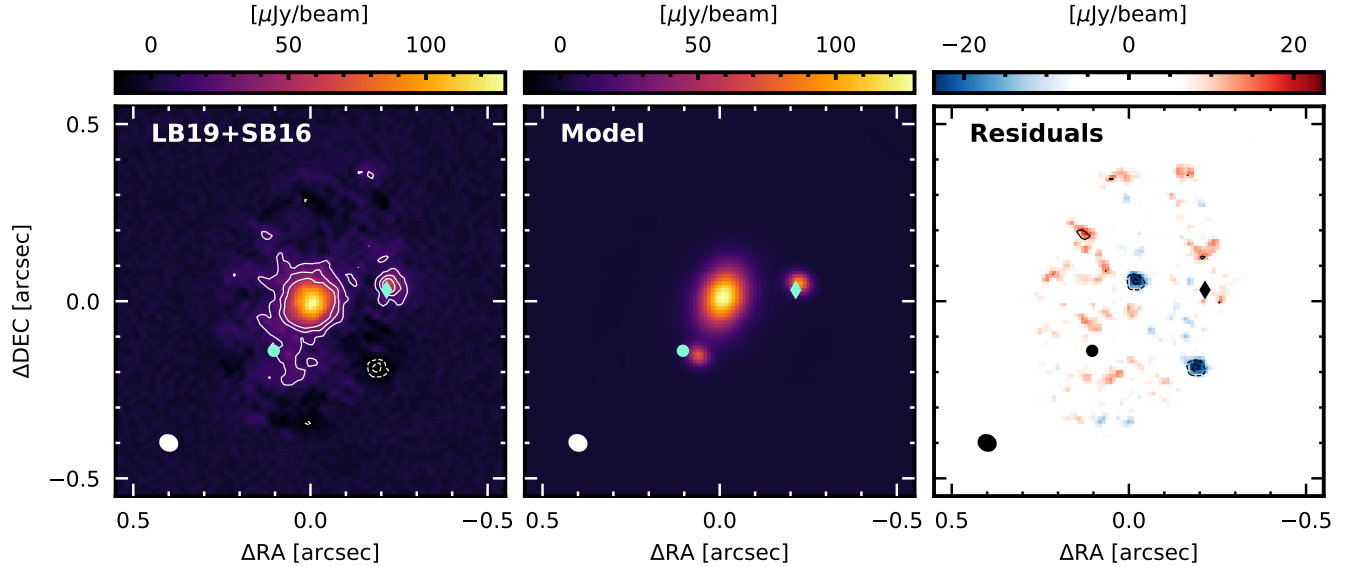 [μJy/beam] [μJy/beam] [μJy/beam]
0 50 100 0 50 100 −20 0 20
LB19+SB16 Model Residuals
0.5
0.0
−0.5
ΔDEC [arcsec]
0.5 0.0 −0.5 0.5 0.0 −0.5 0.5 0.0 −0.5
ΔRA [arcsec] ΔRA [arcsec] ΔRA [arcsec]